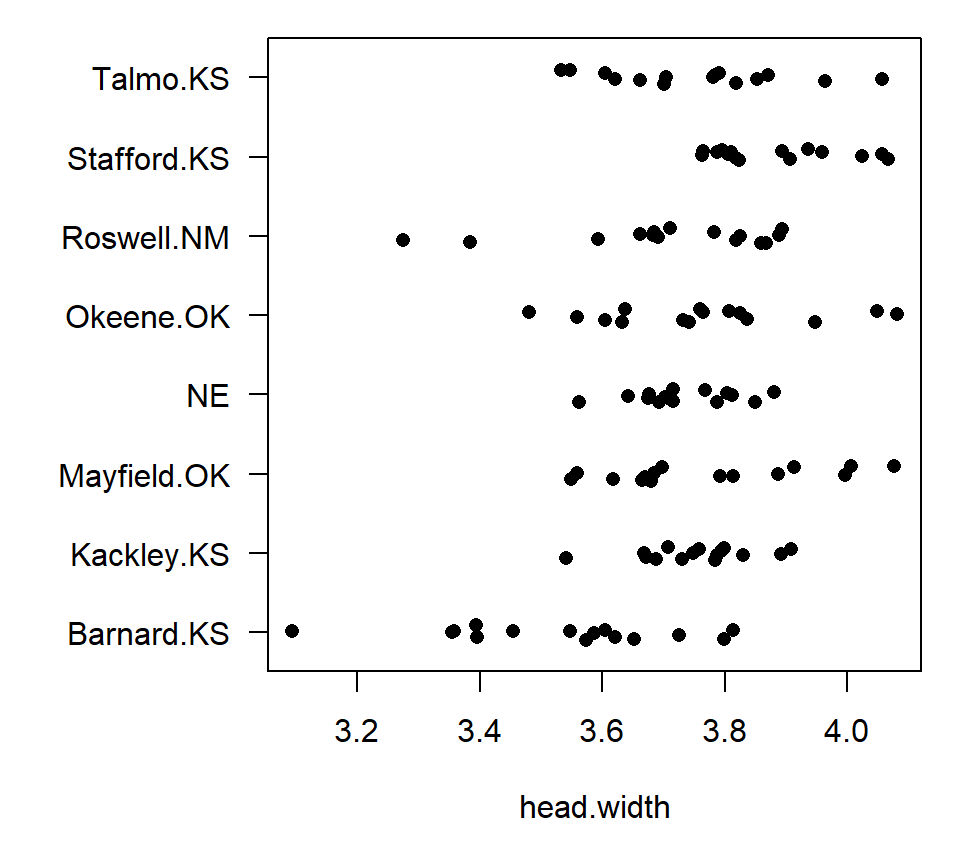 Talmo.KS
Stafford.KS
Roswell.NM
Okeene.OK
NE
Mayfield.OK
Kackley.KS
Barnard.KS
3.2 3.4 3.6 3.8 4.0
head.width